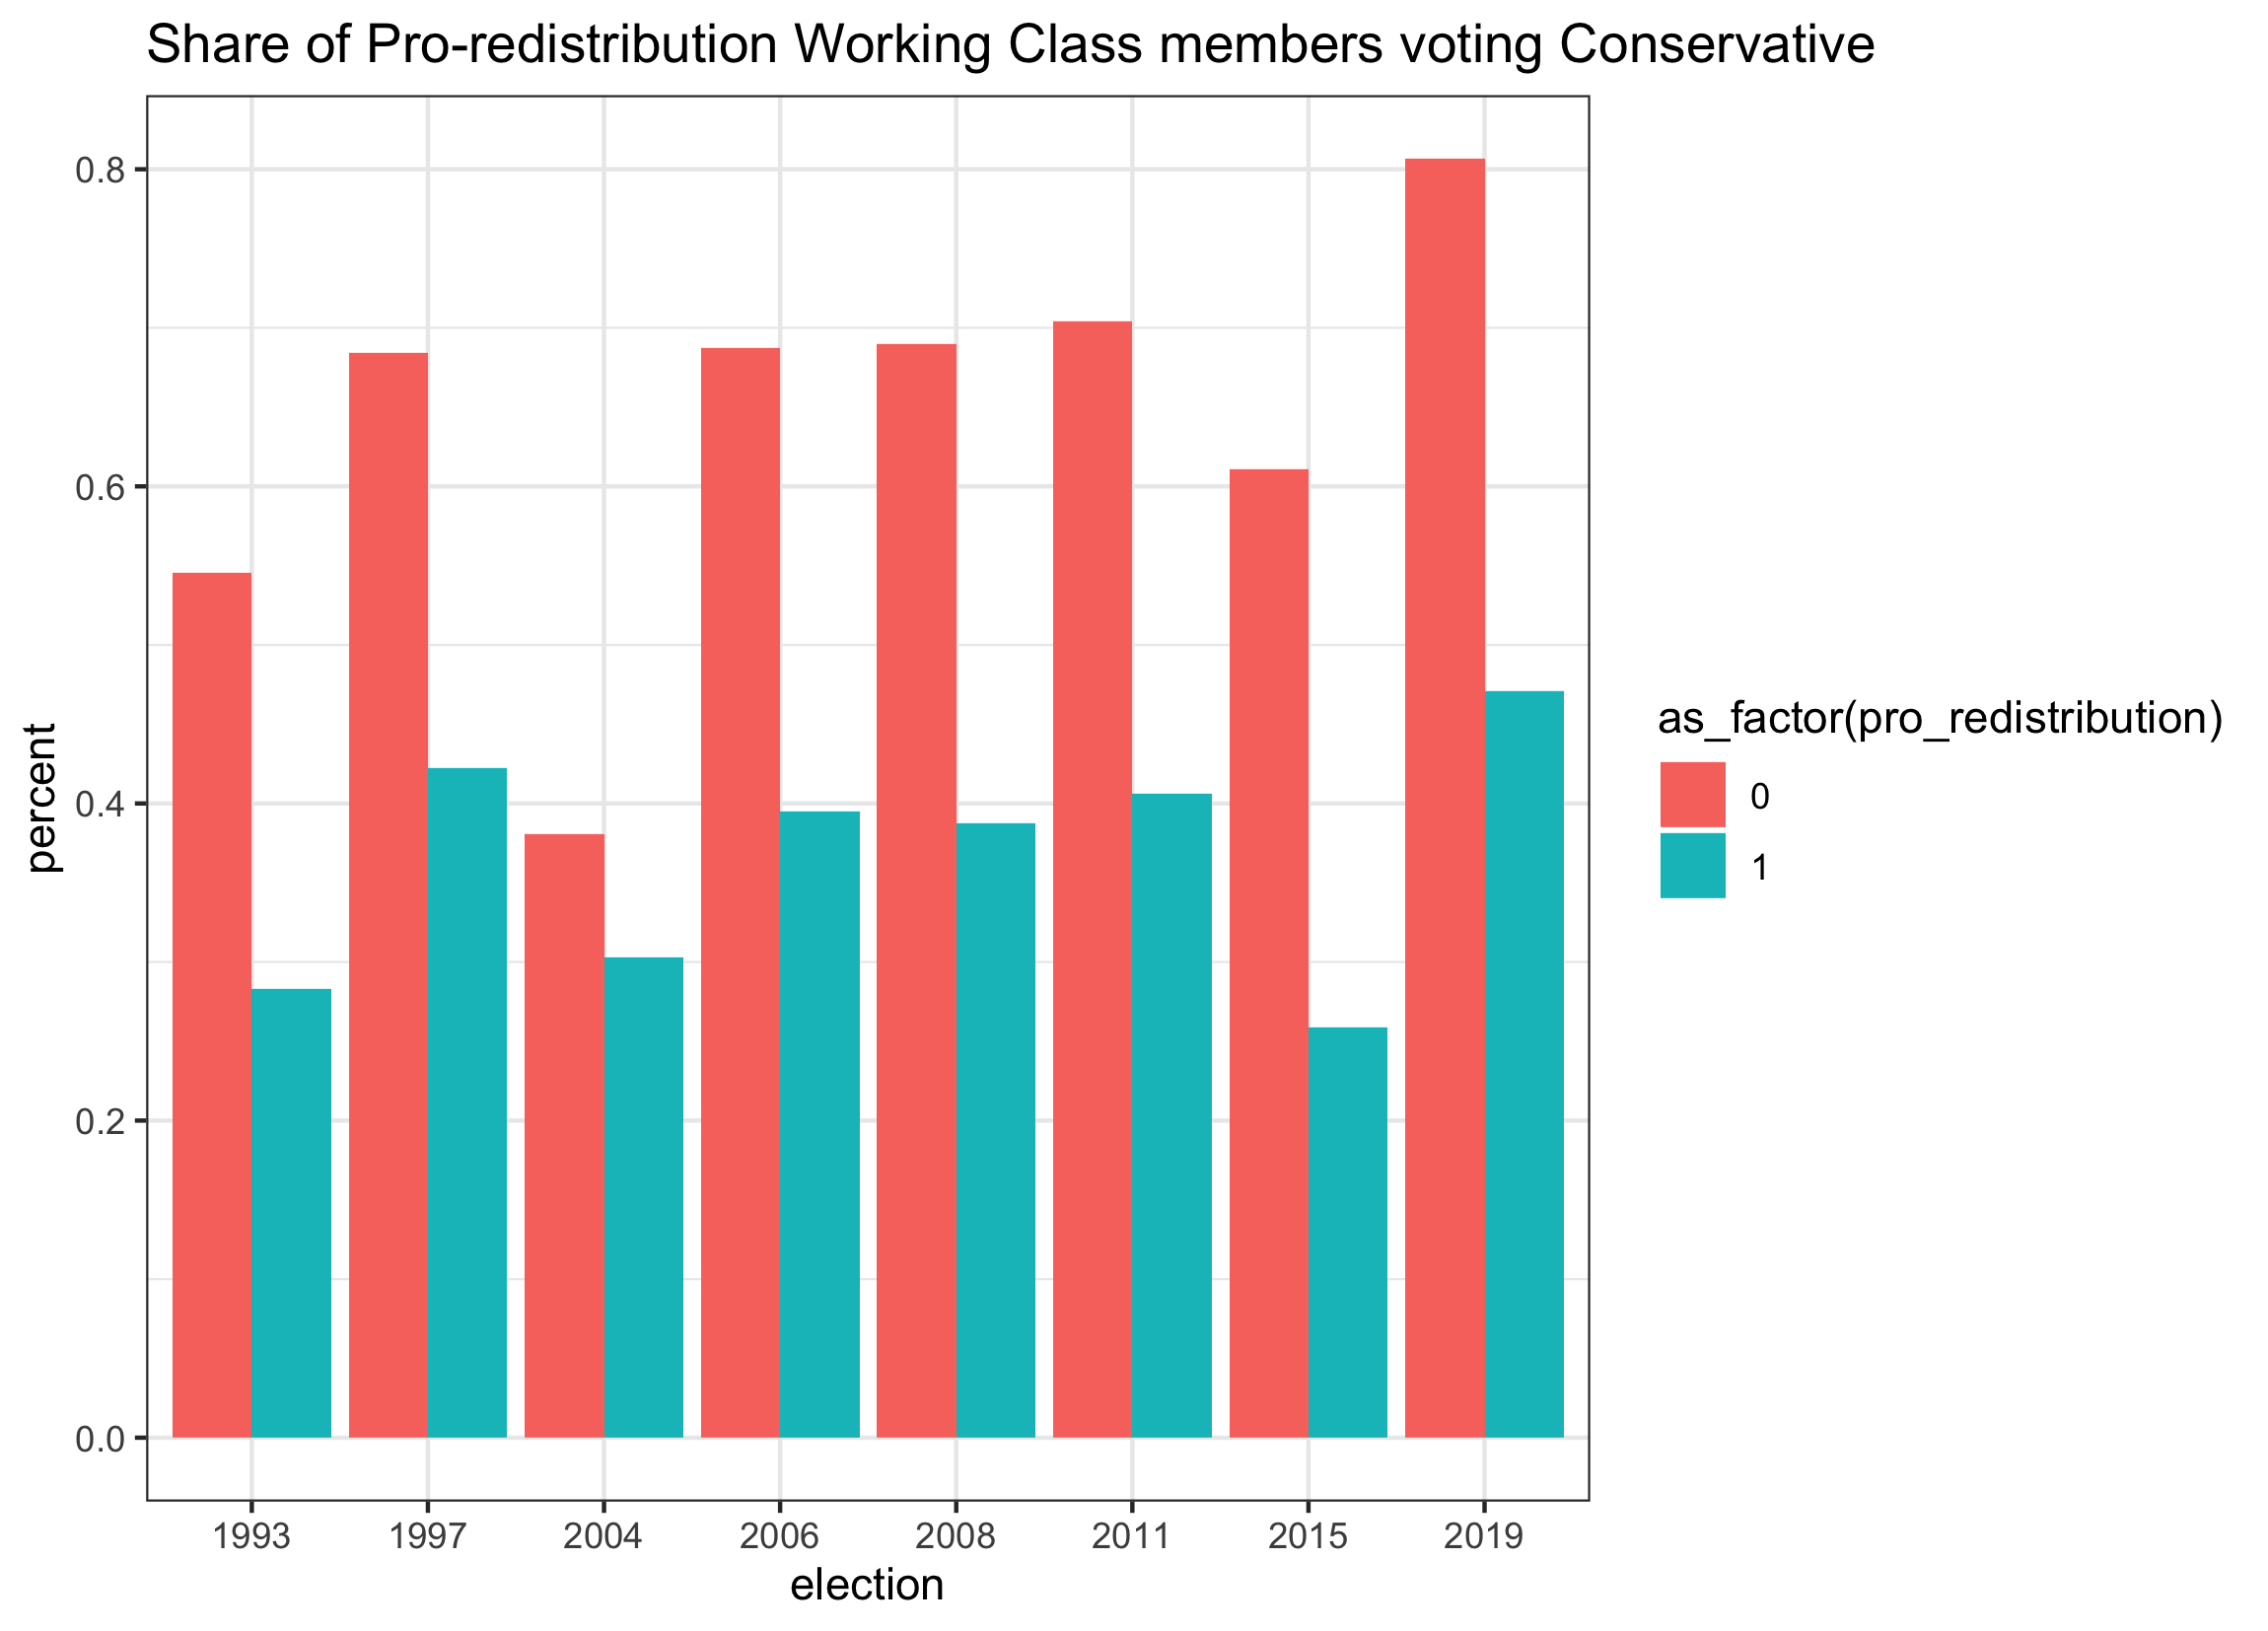 Share of Pro-redistribution Working Class members voting Conservative
percent
0.8
0.6
0.4
0.2
0.0
1993 1997 2004 2006 2008 2011 2015 2019
election
as_factor(pro_redistribution)
0
1